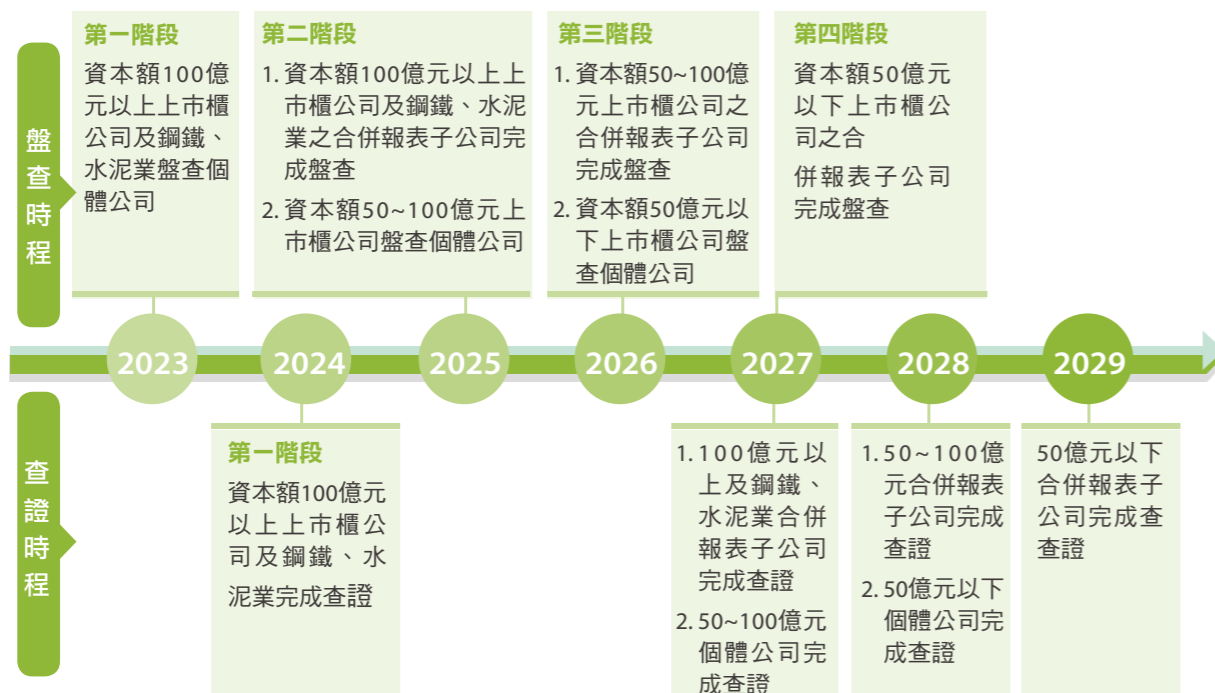 盤查時程
第一階段
資本額100億
元以上上市櫃
公司及鋼鐵、
水泥業盤查個
體公司
第二階段
1. 資本額100億元以上上
市櫃公司及鋼鐵、水泥
業之合併報表子公司完
成盤查
2. 資本額50~100億元上
市櫃公司盤查個體公司
第三階段
1. 資本額50~100億
元上市櫃公司之
合併報表子公司
完成盤查
2. 資本額50億元以
下上市櫃公司盤
查個體公司
第四階段
資本額50億元
以下上市櫃公
司之合
併報表子公司
完成盤查
2023 2024 2025 2026 2027 2028 2029
查證時程
第一階段
資本額100億元
以上上市櫃公
司及鋼鐵、水
泥業完成查證
1. 100億元以
上及鋼鐵、
水泥業合併
報表子公司
完成查證
2. 50~100億元
個體公司完
成查證
1. 50~100億
元合併報表
子公司完成
查證
2. 50億元以下
個體公司完
成查證
50億元以下
合併報表子
公司完成查
查證